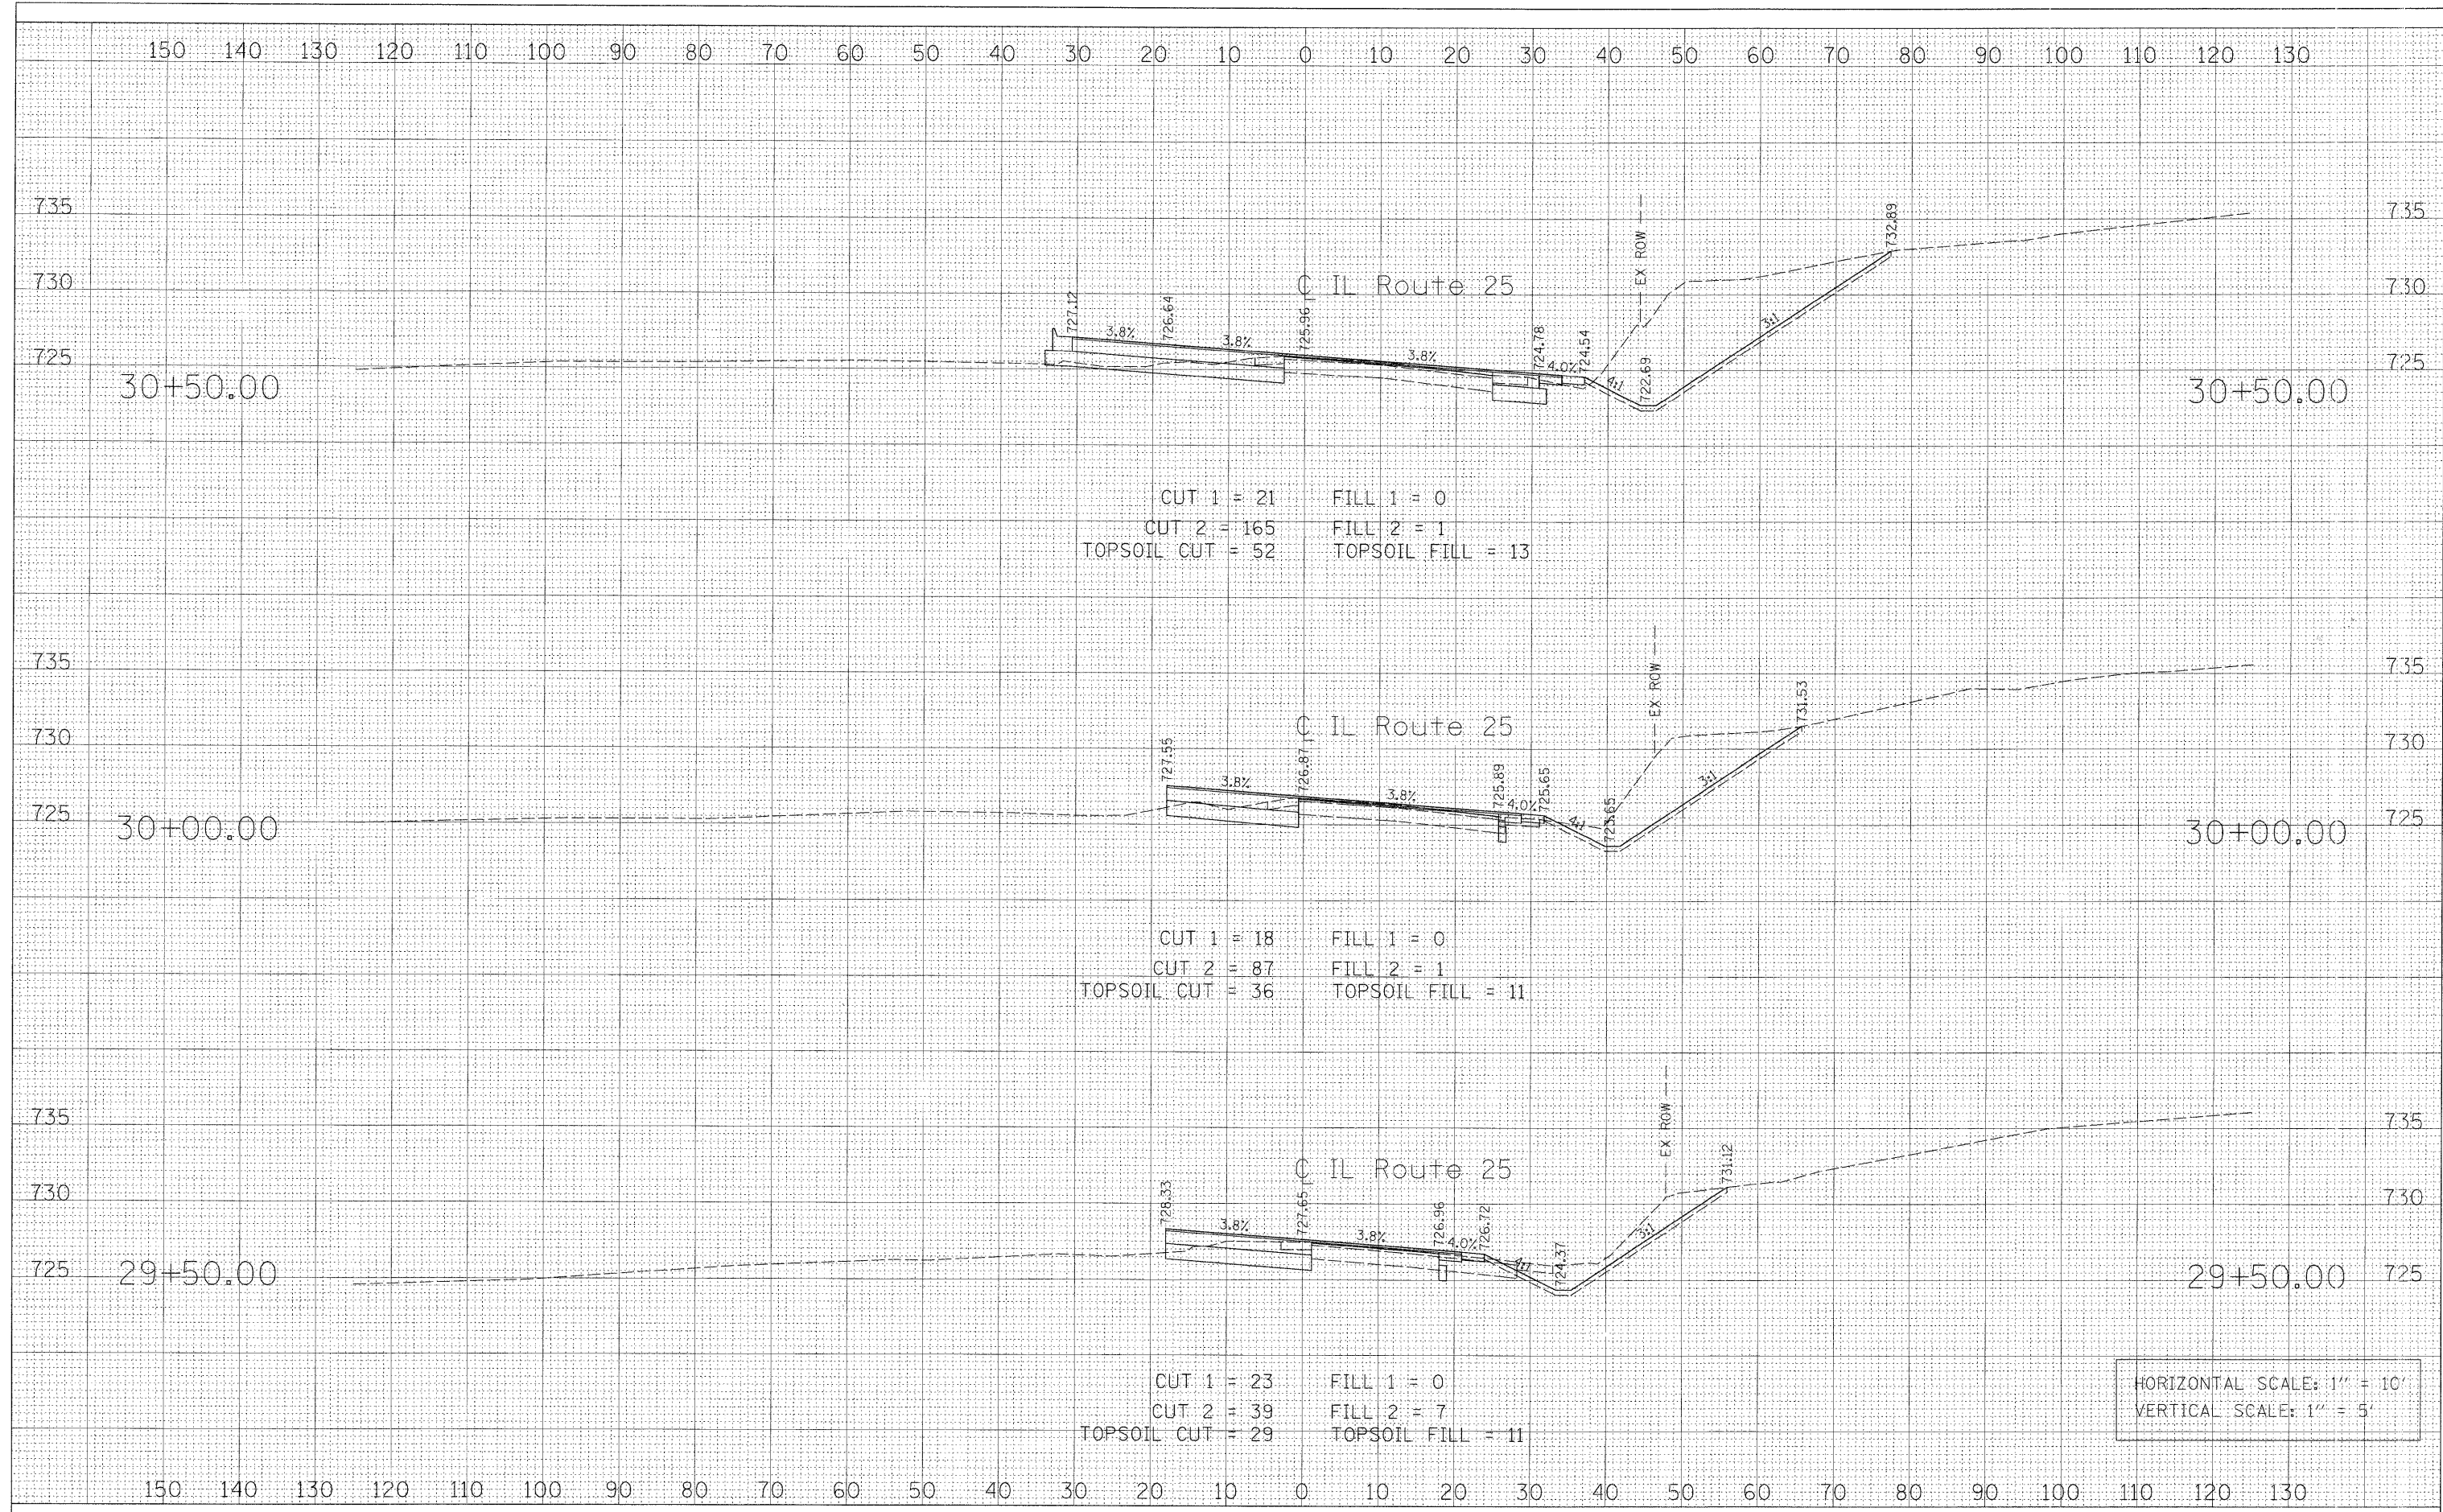 150 140 130 120 110 100 90 80 70 60 50 40 30 20 10 0 10 20 30 40 50 60 70 80 90 100 110 120 130
735 735
730 730
725 725
30+50.00 30+50.00
℄ IL Route 25
EX ROW
727.12
3.8%
726.64
3.8%
725.96
3.8%
724.78
4.0%
724.54
4:1
722.69
3:1
732.89
CUT 1 = 21 FILL 1 = 0
CUT 2 = 165 FILL 2 = 1
TOPSOIL CUT = 52 TOPSOIL FILL = 13
735 735
730 730
725 725
30+00.00 30+00.00
℄ IL Route 25
EX ROW
727.55
3.8%
726.87
3.8%
725.89
4.0%
725.65
4:1
723.65
3:1
731.53
CUT 1 = 18 FILL 1 = 0
CUT 2 = 87 FILL 2 = 1
TOPSOIL CUT = 36 TOPSOIL FILL = 11
735 735
730 730
725 725
29+50.00 29+50.00
℄ IL Route 25
EX ROW
728.33
3.8%
727.65
3.8%
726.96
4.0%
726.72
4:1
724.37
3:1
731.12
CUT 1 = 23 FILL 1 = 0
CUT 2 = 39 FILL 2 = 7
TOPSOIL CUT = 29 TOPSOIL FILL = 11
HORIZONTAL SCALE: 1" = 10'
VERTICAL SCALE: 1" = 5'
150 140 130 120 110 100 90 80 70 60 50 40 30 20 10 0 10 20 30 40 50 60 70 80 90 100 110 120 130